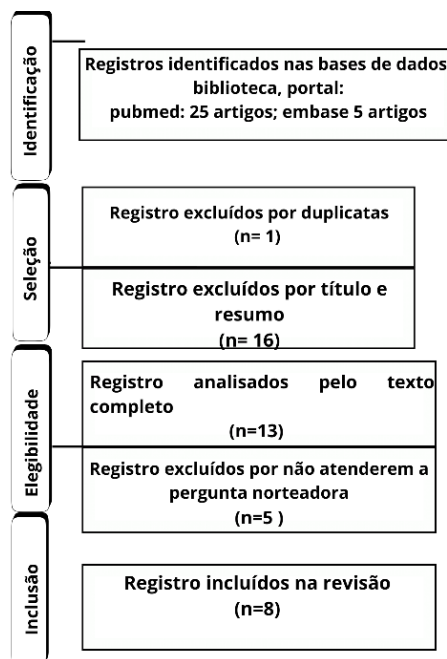 Identificação
Registros identificados nas bases de dados
biblioteca, portal:
pubmed: 25 artigos; embase 5 artigos
Seleção
Registro excluídos por duplicatas
(n= 1)
Registro excluídos por título e
resumo
(n= 16)
Elegibilidade
Registro analisados pelo texto
completo
(n=13)
Registro excluídos por não atenderem a
pergunta norteadora
(n=5 )
Inclusão
Registro incluídos na revisão
(n=8)